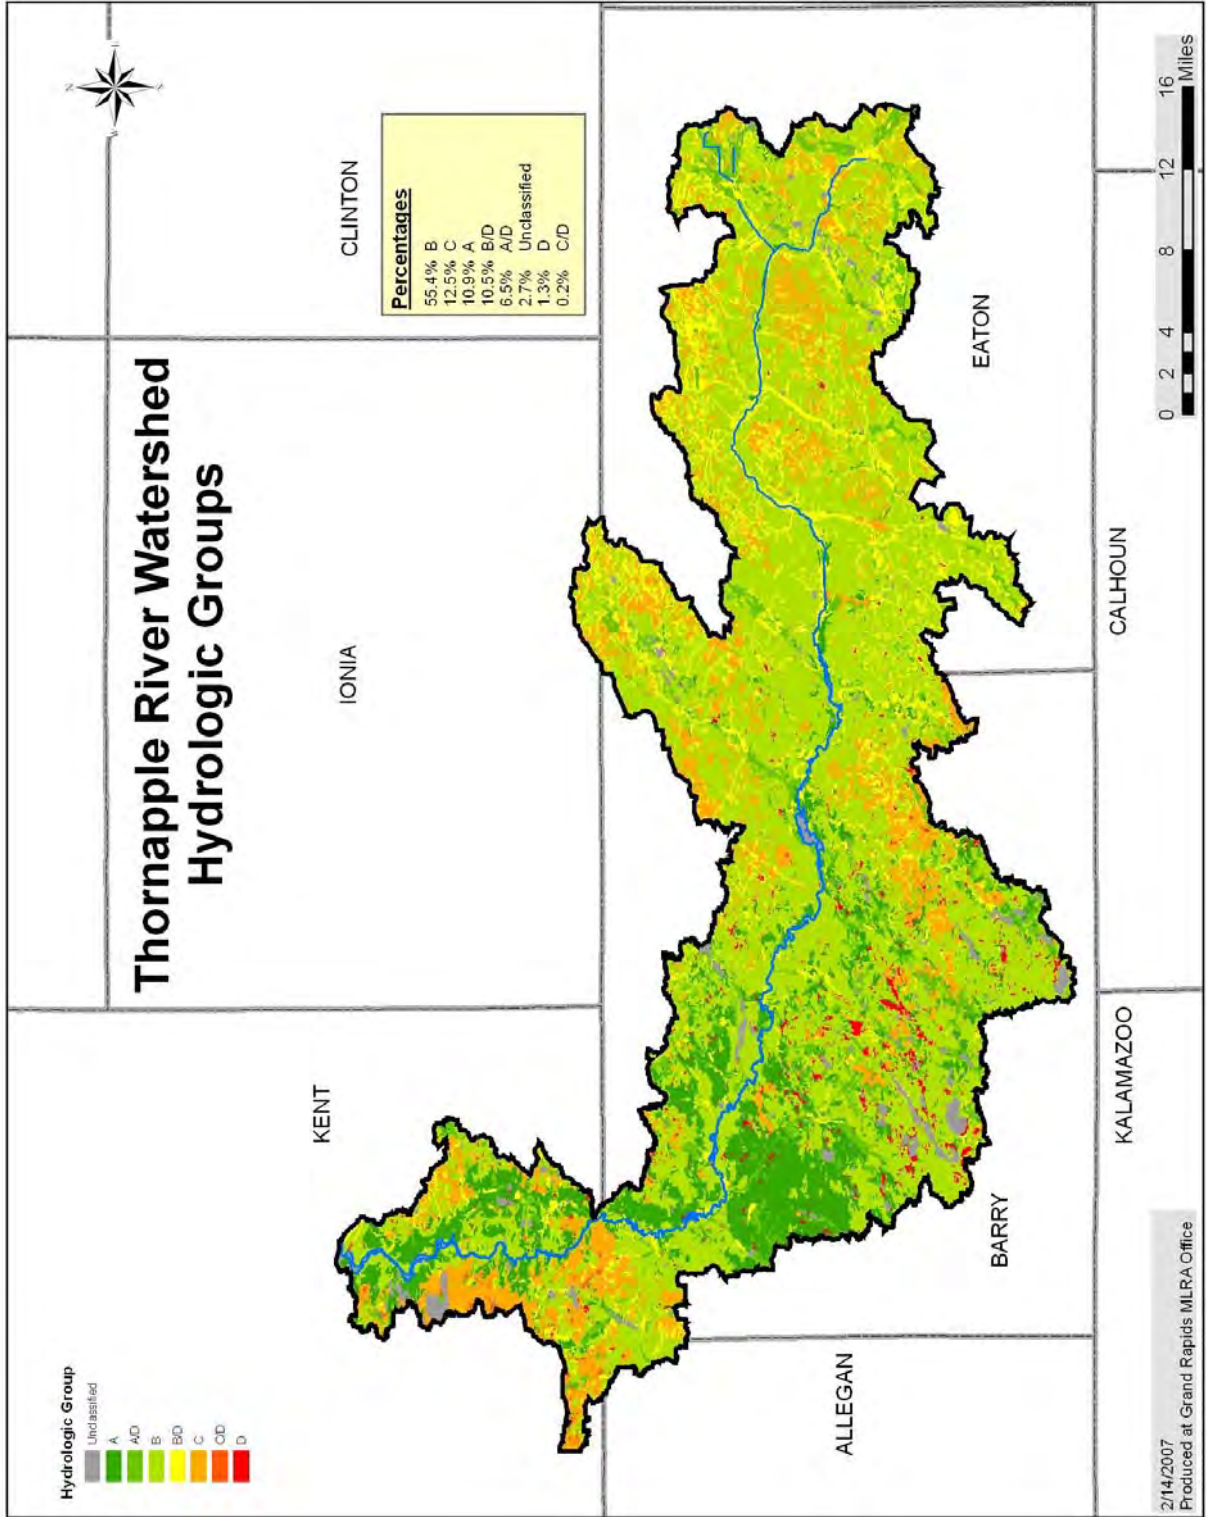 Thornapple River Watershed
Hydrologic Groups
Hydrologic Group
Unclassified
A
A/D
B
B/D
C
C/D
D
KENT
IONIA
CLINTON
Percentages
55.4% B
12.5% C
10.9% A
10.5% B/D
6.5% A/D
2.7% Unclassified
1.3% D
0.2% C/D
ALLEGAN
BARRY
EATON
KALAMAZOO
CALHOUN
2/14/2007
Produced at Grand Rapids MLRA Office
0 2 4 8 12 16
Miles